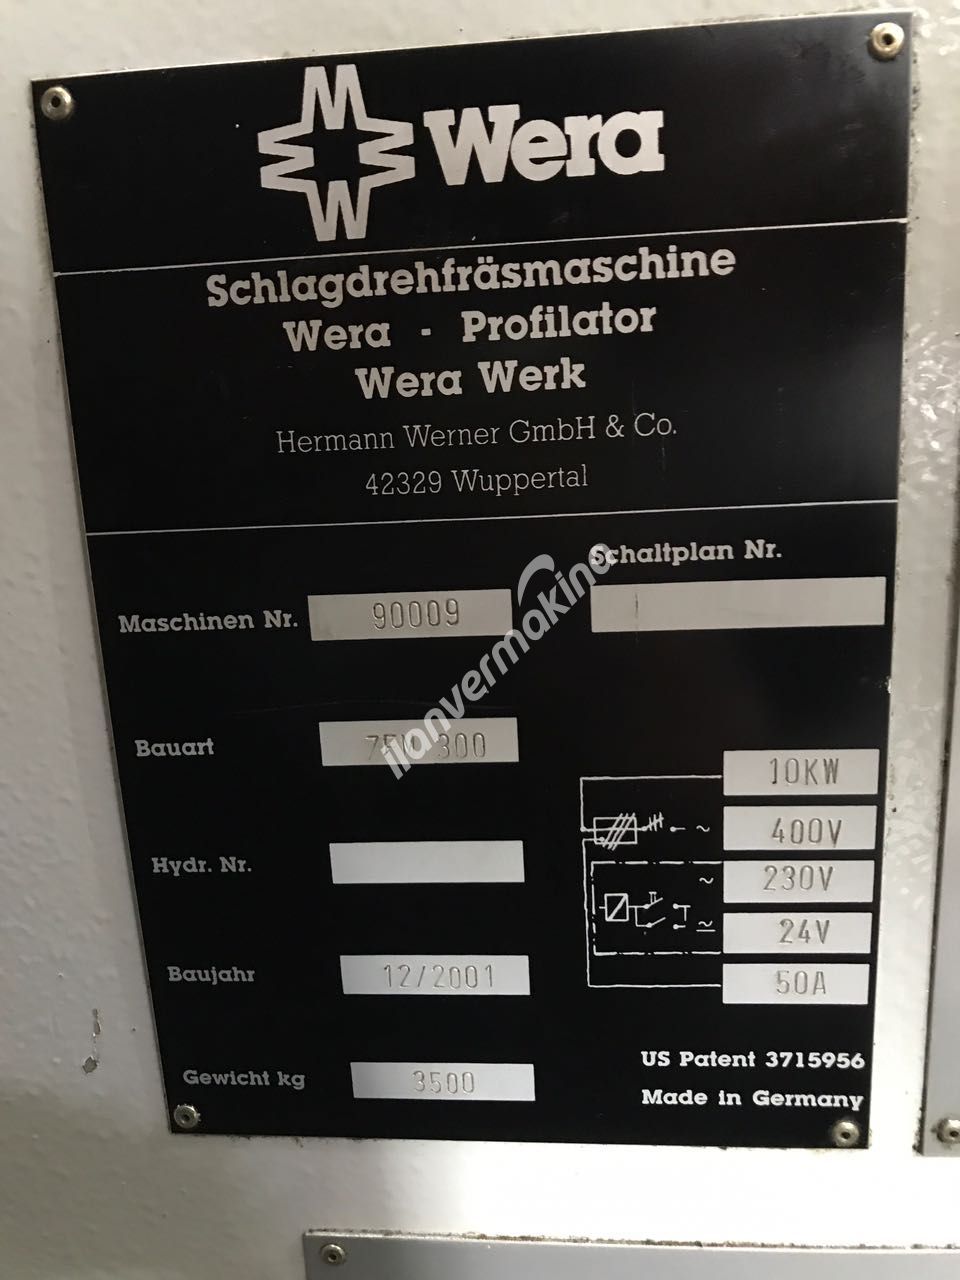 Wera
Schlagdrehfräsmaschine
Wera - Profilator
Wera Werk
Hermann Werner GmbH & Co.
42329 Wuppertal
Maschinen Nr. 90009
Schaltplan Nr.
Bauart 300
Hydr. Nr.
Baujahr 12/2001
Gewicht kg 3500
10KW
400V
230V
24V
50A
US Patent 3715956
Made in Germany
ilanvermakina